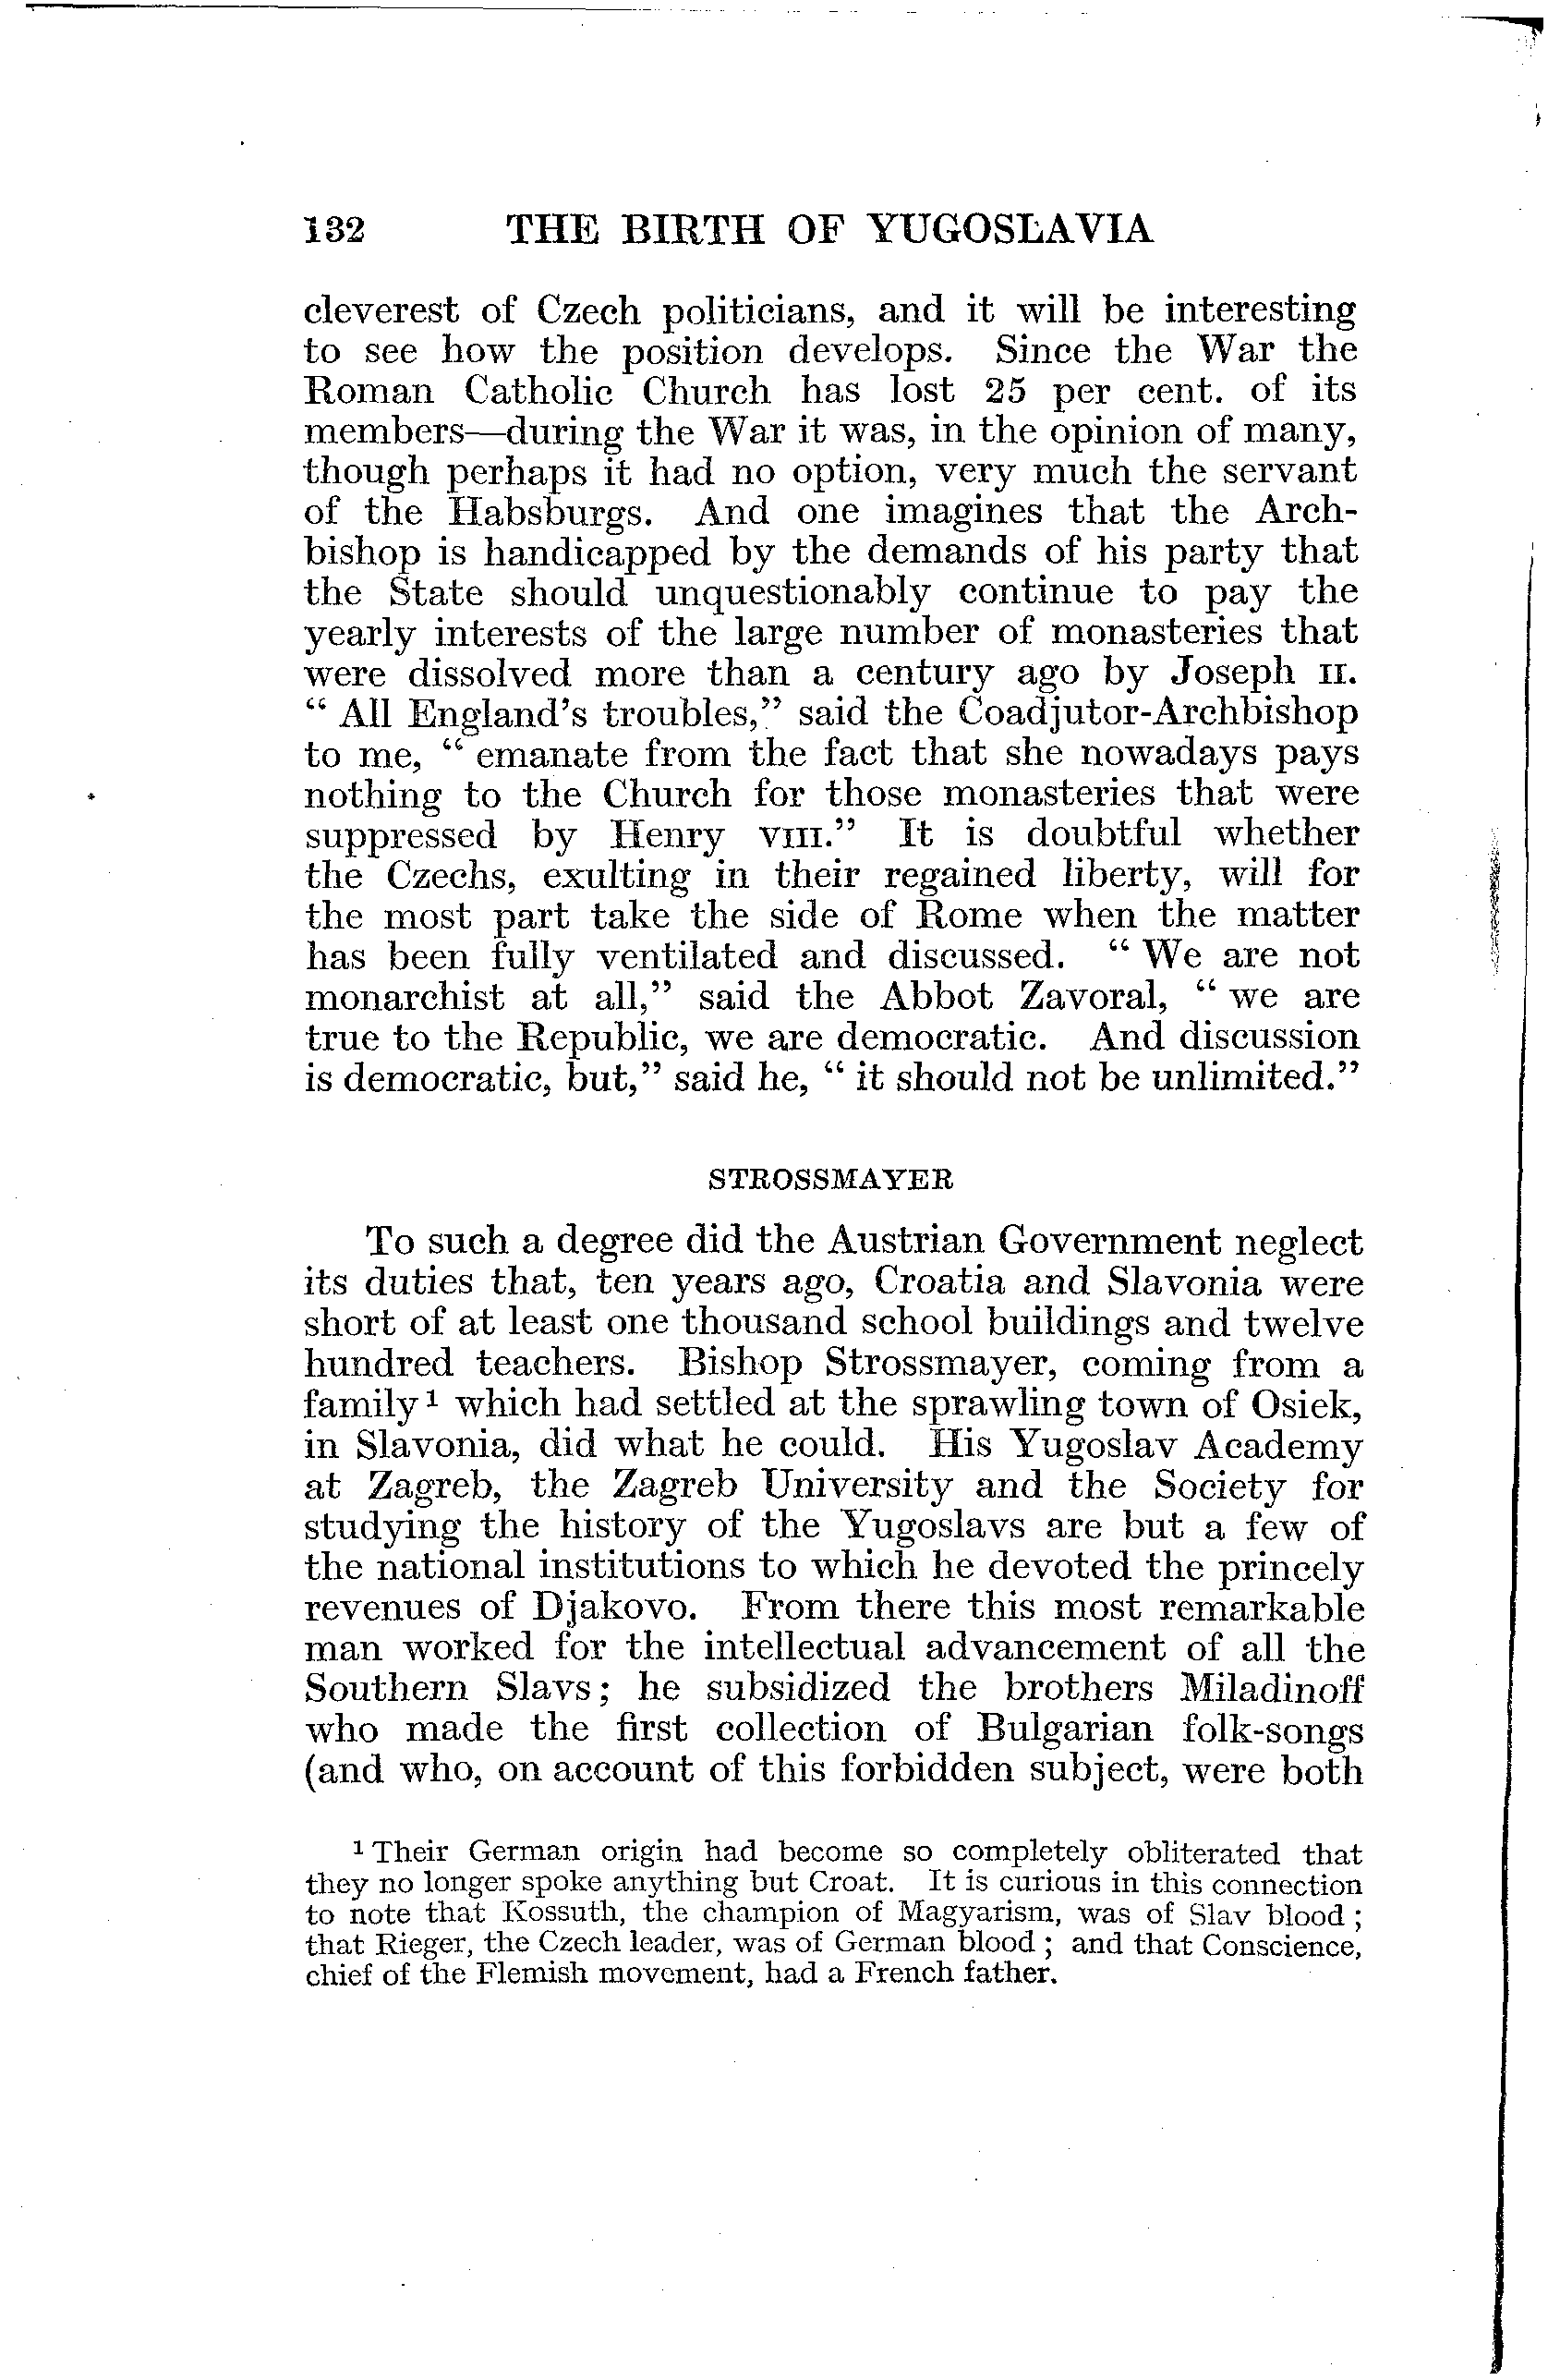 132 THE BIRTH OF YUGOSLAVIA
cleverest of Czech politicians, and it will be interesting
to see how the position develops. Since the War the
Roman Catholic Church has lost 25 per cent. of its
members—during the War it was, in the opinion of many,
though perhaps it had no option, very much the servant
of the Habsburgs. And one imagines that the Arch-
bishop is handicapped by the demands of his party that
the State should unquestionably continue to pay the
yearly interests of the large number of monasteries that
were dissolved more than a century ago by Joseph II.
“ All England’s troubles,” said the Coadjutor-Archbishop
to me, “ emanate from the fact that she nowadays pays
nothing to the Church for those monasteries that were
suppressed by Henry VIII.” It is doubtful whether
the Czechs, exulting in their regained liberty, will for
the most part take the side of Rome when the matter
has been fully ventilated and discussed. “ We are not
monarchist at all,” said the Abbot Zavoral, “ we are
true to the Republic, we are democratic. And discussion
is democratic, but,” said he, “ it should not be unlimited.”
STROSSMAYER
To such a degree did the Austrian Government neglect
its duties that, ten years ago, Croatia and Slavonia were
short of at least one thousand school buildings and twelve
hundred teachers. Bishop Strossmayer, coming from a
family¹ which had settled at the sprawling town of Osiek,
in Slavonia, did what he could. His Yugoslav Academy
at Zagreb, the Zagreb University and the Society for
studying the history of the Yugoslavs are but a few of
the national institutions to which he devoted the princely
revenues of Djakovo. From there this most remarkable
man worked for the intellectual advancement of all the
Southern Slavs; he subsidized the brothers Miladinoff
who made the first collection of Bulgarian folk-songs
(and who, on account of this forbidden subject, were both
¹ Their German origin had become so completely obliterated that
they no longer spoke anything but Croat. It is curious in this connection
to note that Kossuth, the champion of Magyarism, was of Slav blood ;
that Rieger, the Czech leader, was of German blood ; and that Conscience,
chief of the Flemish movement, had a French father.